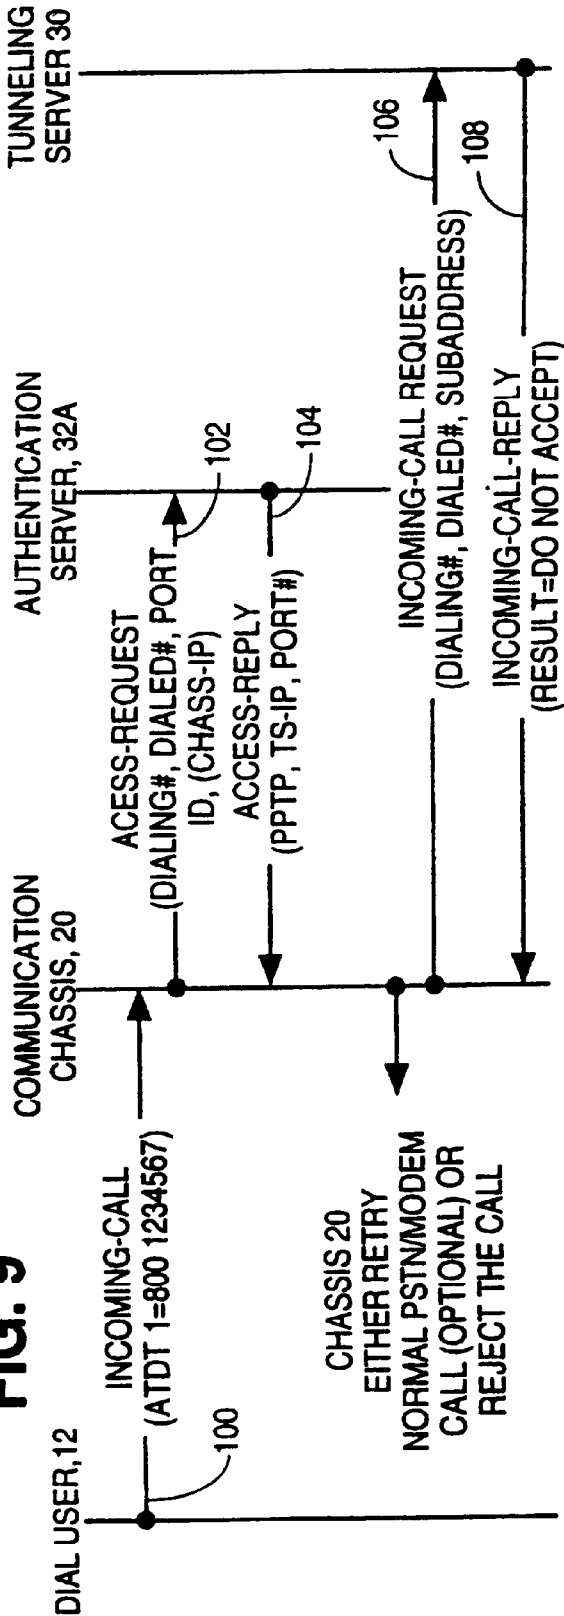 FIG. 9
DIAL USER,12
COMMUNICATION
CHASSIS, 20
AUTHENTICATION
SERVER, 32A
TUNNELING
SERVER 30
INCOMING-CALL
(ATDT 1=800 1234567)
100
ACESS-REQUEST
(DIALING#, DIALED#, PORT
ID, (CHASS-IP)
102
ACCESS-REPLY
(PPTP, TS-IP, PORT#)
104
CHASSIS 20
EITHER RETRY
NORMAL PSTN/MODEM
CALL (OPTIONAL) OR
REJECT THE CALL
INCOMING-CALL REQUEST
(DIALING#, DIALED#, SUBADDRESS)
106
INCOMING-CALL-REPLY
(RESULT=DO NOT ACCEPT)
108